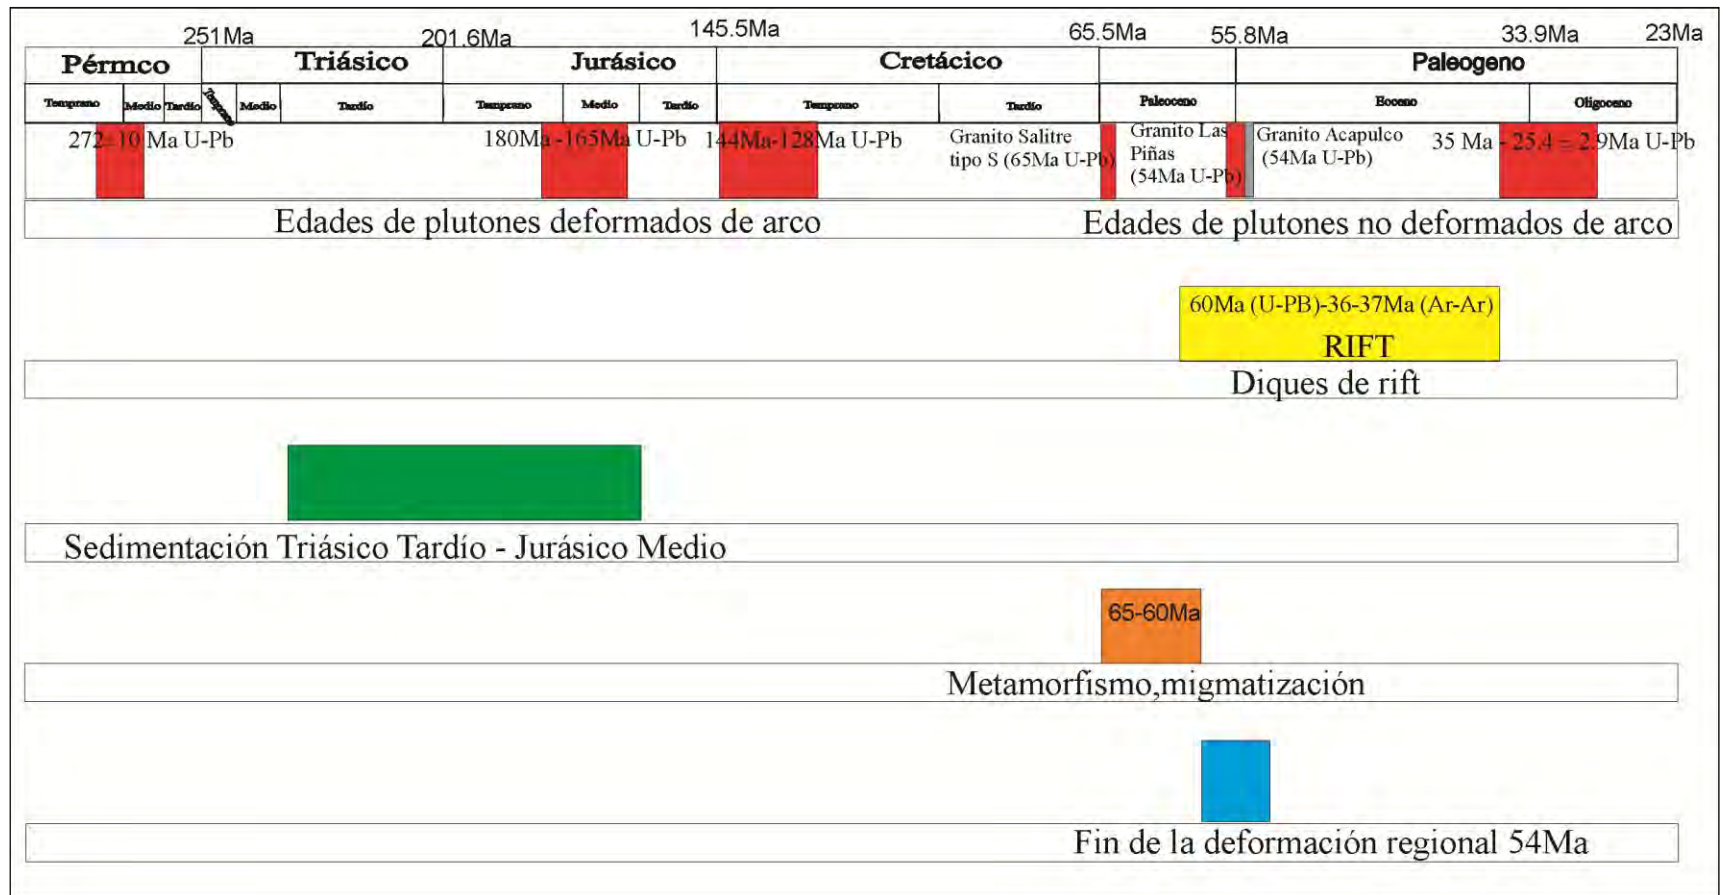 251Ma 201.6Ma 145.5Ma 65.5Ma 55.8Ma 33.9Ma 23Ma
Pérmco Triásico Jurásico Cretácico Paleogeno
Temprano Medio Tardío Temprano Medio Tardío Temprano Medio Tardío Temprano Tardío Paleoceno Eoceno Oligoceno
272±10 Ma U-Pb
180Ma -165Ma U-Pb
144Ma-128Ma U-Pb
Granito Salitre
tipo S (65Ma U-Pb)
Granito Las
Piñas
(54Ma U-Pb)
Granito Acapulco
(54Ma U-Pb)
35 Ma - 25.4 ± 2.9Ma U-Pb
Edades de plutones deformados de arco
Edades de plutones no deformados de arco
60Ma (U-PB)-36-37Ma (Ar-Ar)
RIFT
Diques de rift
Sedimentación Triásico Tardío - Jurásico Medio
65-60Ma
Metamorfismo,migmatización
Fin de la deformación regional 54Ma